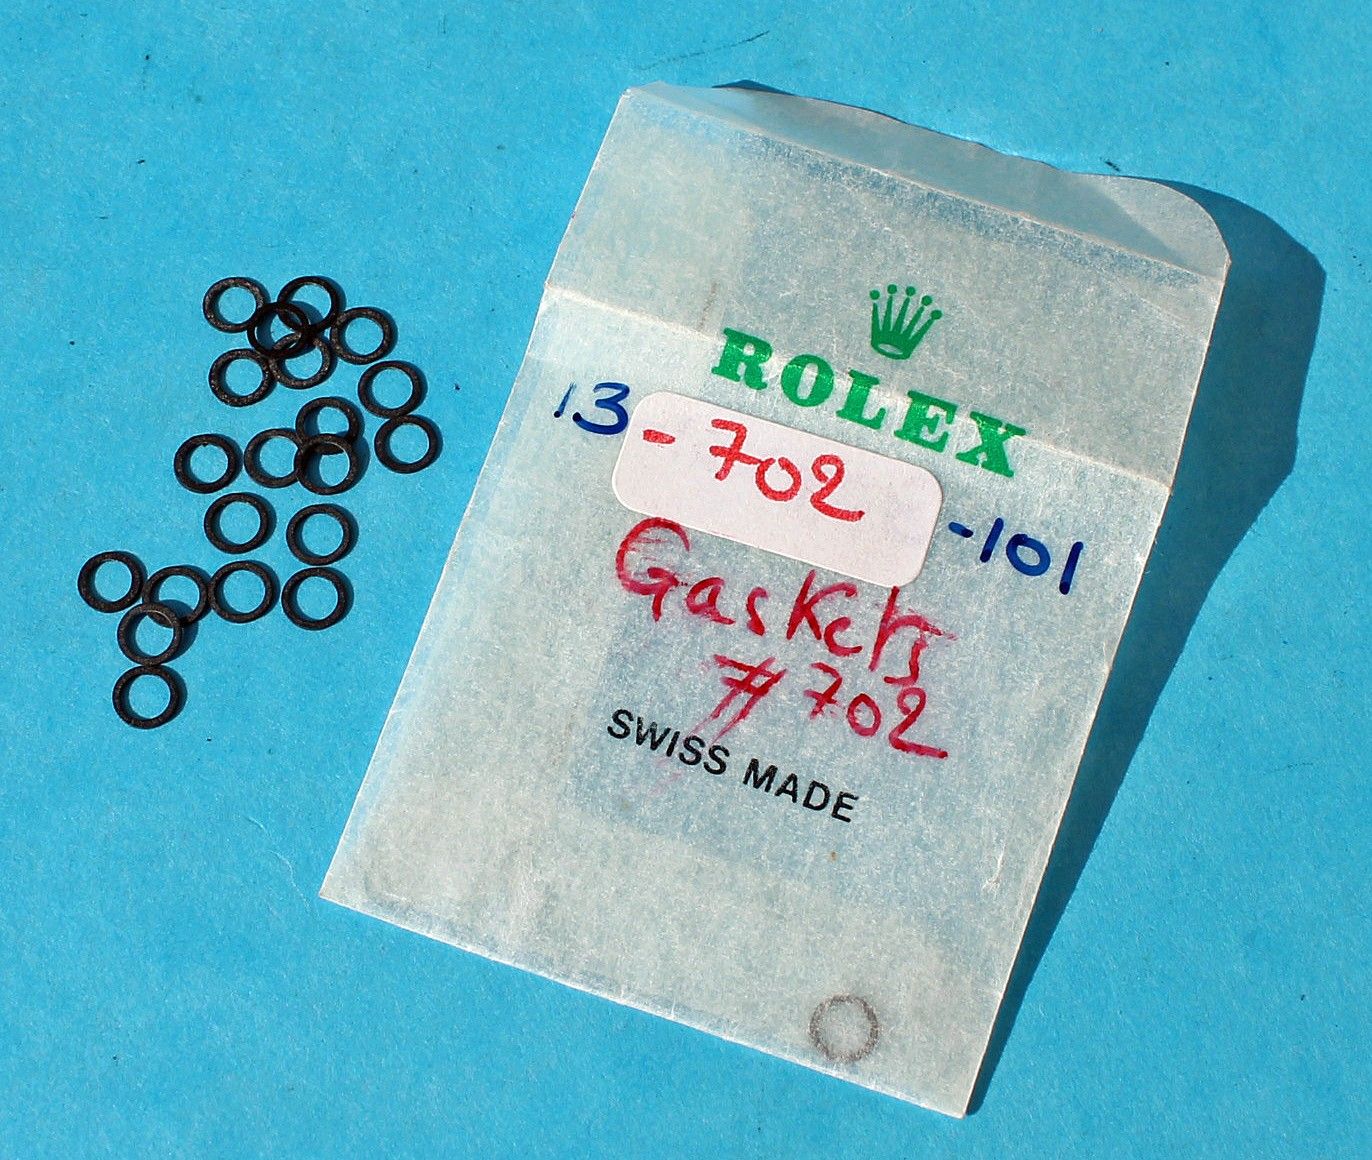 ROLEX
13 - 702 -101
Gaskets
# 702
SWISS MADE